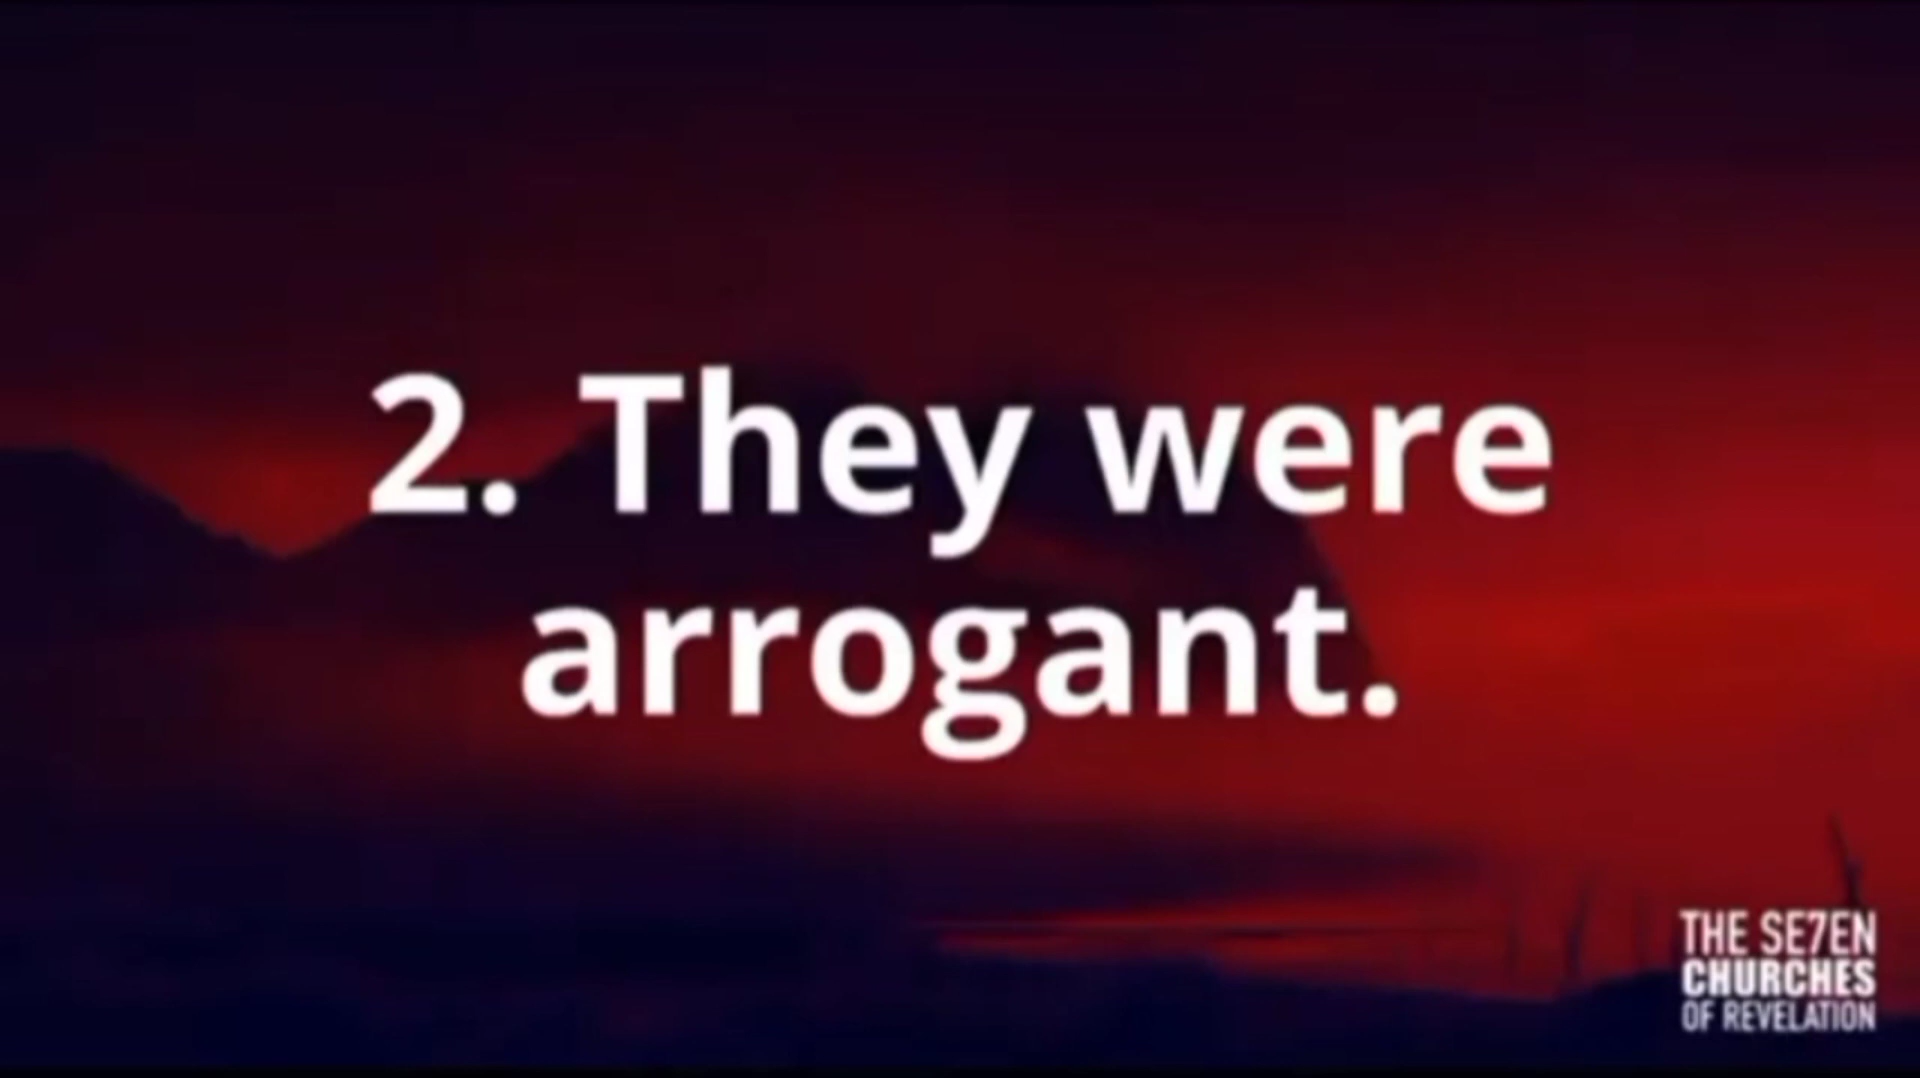 2. They were
arrogant.
THE SE7EN
CHURCHES
OF REVELATION